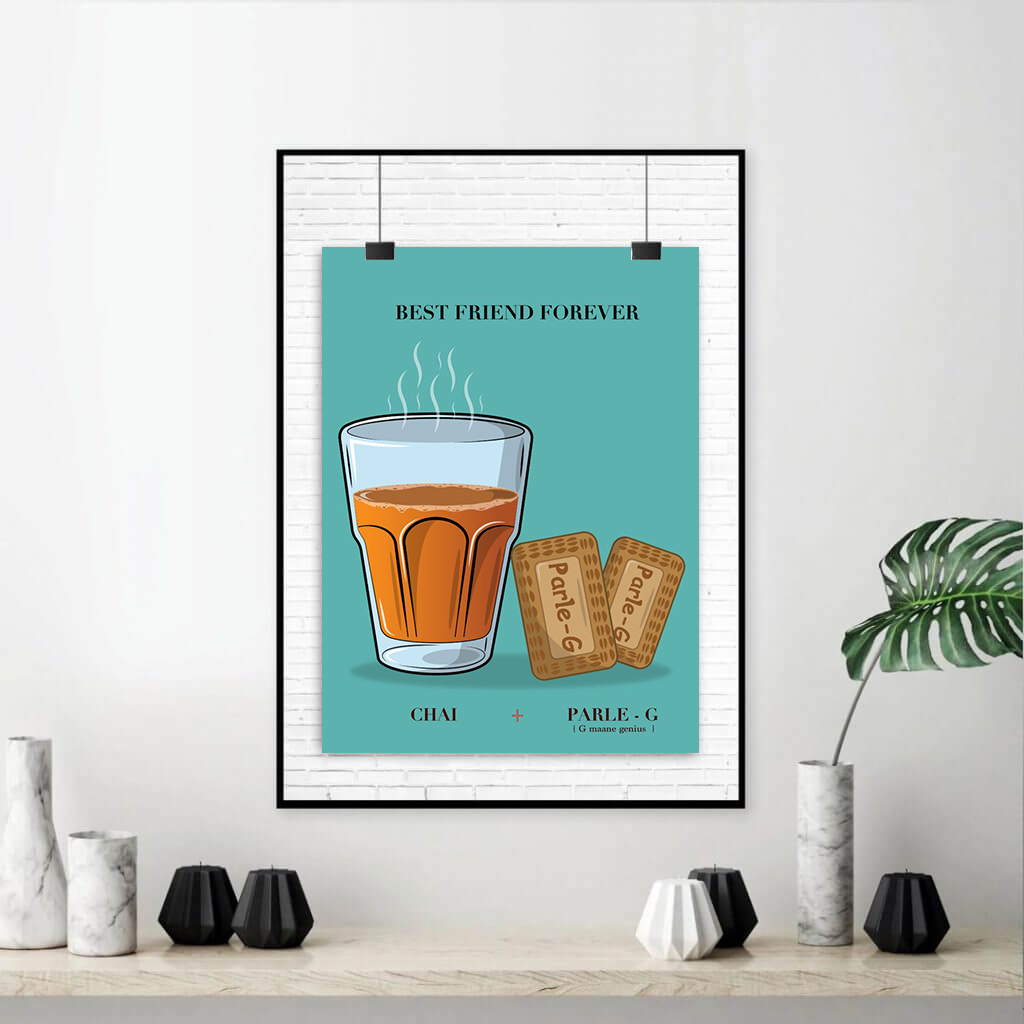 BEST FRIEND FOREVER
Parle-G
Parle-G
CHAI + PARLE - G
[ G maane genius ]